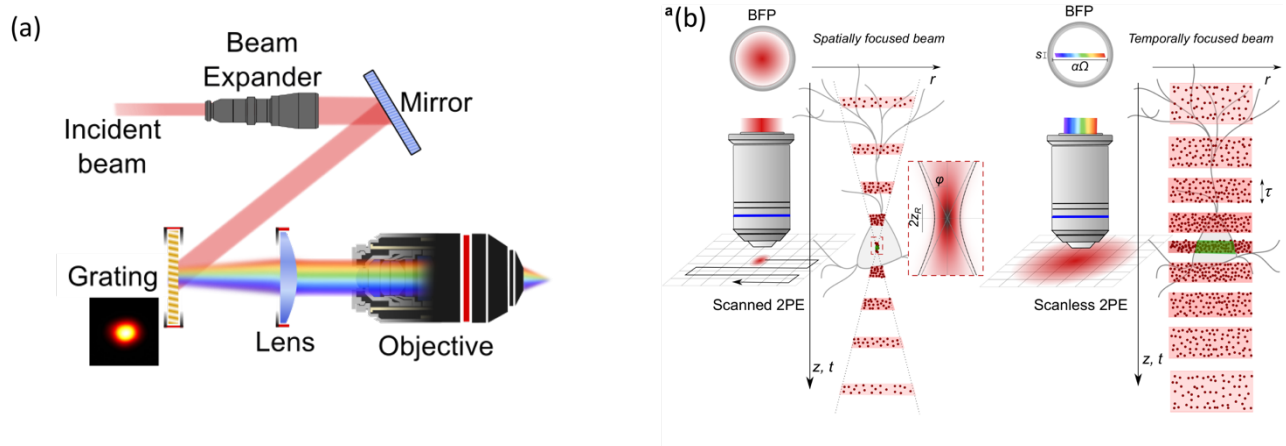 (a)
Beam
Expander
Incident
beam
Mirror
Grating
Lens
Objective
a(b)
BFP
Spatially focused beam
r
φ
2zR
Scanned 2PE
z, t
BFP
Temporally focused beam
s
αΩ
r
τ
Scanless 2PE
z, t